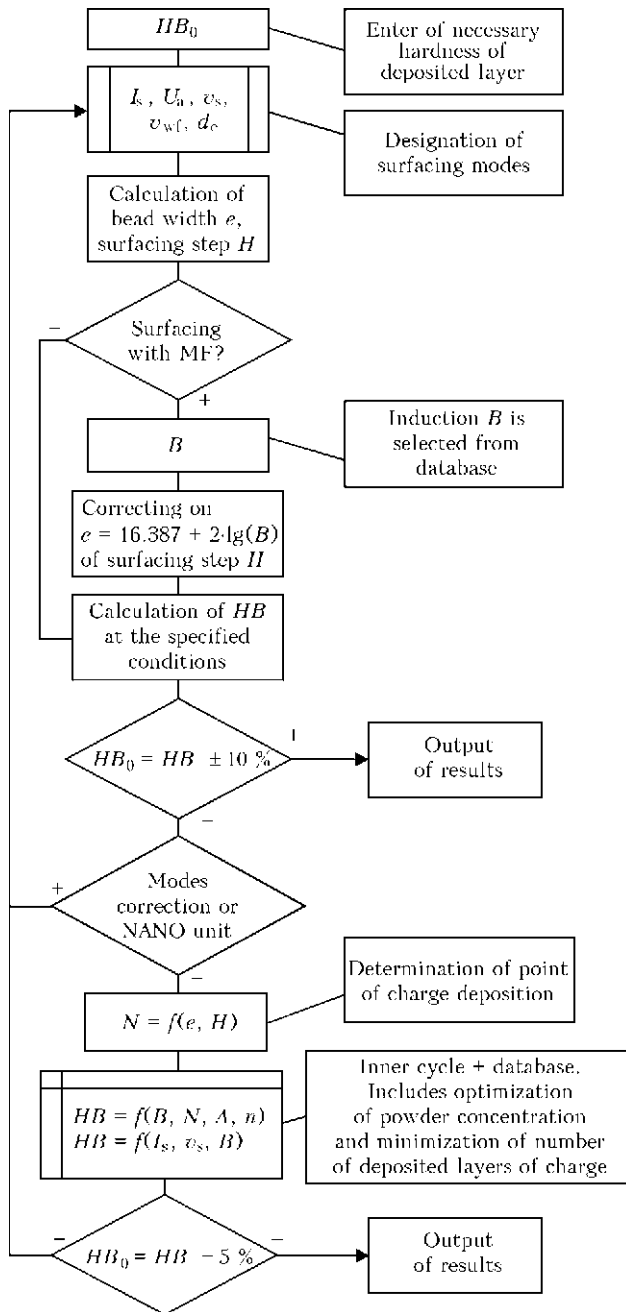 HB₀
Enter of necessary
hardness of
deposited layer
Iₛ, Uₐ, vₛ,
v_wf, dₑ
Designation of
surfacing modes
Calculation of
bead width e,
surfacing step H
–
Surfacing
with MF?
+
B
Induction B is
selected from
database
Correcting on
e = 16.387 + 2·lg(B)
of surfacing step H
Calculation of HB
at the specified
conditions
+
HB₀ = HB ± 10 %
Output
of results
–
+
Modes
correction or
NANO unit
–
Determination of point
of charge deposition
N = f(e, H)
Inner cycle + database.
Includes optimization
of powder concentration
and minimization of number
of deposited layers of charge
HB = f(B, N, A, n)
HB = f(Iₛ, vₛ, B)
–
HB₀ = HB – 5 %
–
Output
of results